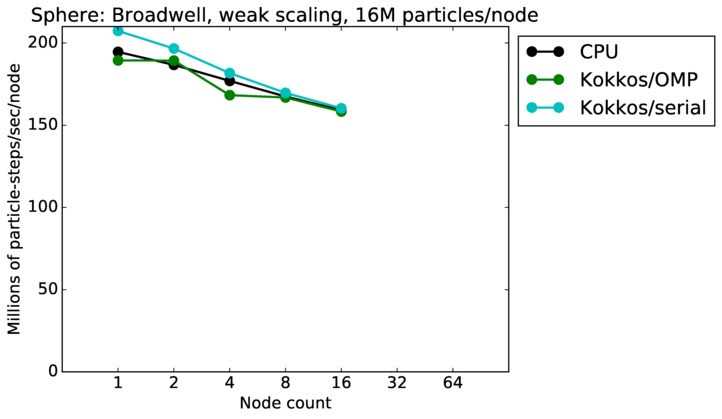 Sphere: Broadwell, weak scaling, 16M particles/node
200
150
100
50
0
Millions of particle-steps/sec/node
1 2 4 8 16 32 64
Node count
CPU
Kokkos/OMP
Kokkos/serial